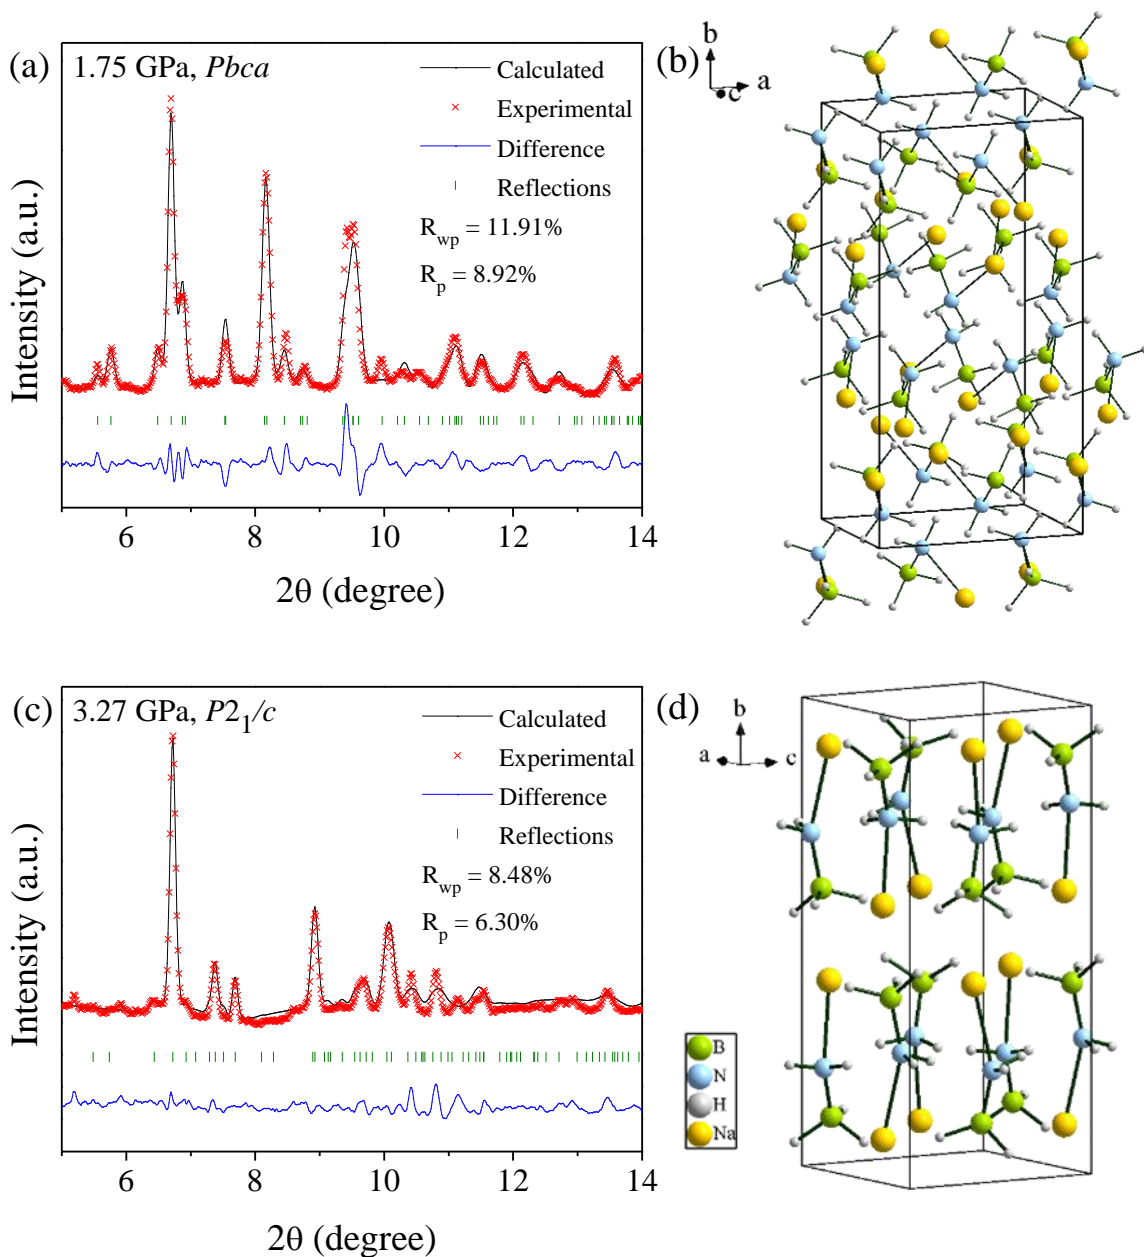 (a)
1.75 GPa, Pbca
Calculated
Experimental
Difference
Reflections
R_wp = 11.91%
R_p = 8.92%
Intensity (a.u.)
6 8 10 12 14
2θ (degree)
(b)
b
a
c
(c)
3.27 GPa, P2_1/c
Calculated
Experimental
Difference
Reflections
R_wp = 8.48%
R_p = 6.30%
Intensity (a.u.)
6 8 10 12 14
2θ (degree)
(d)
b
a
c
B
N
H
Na